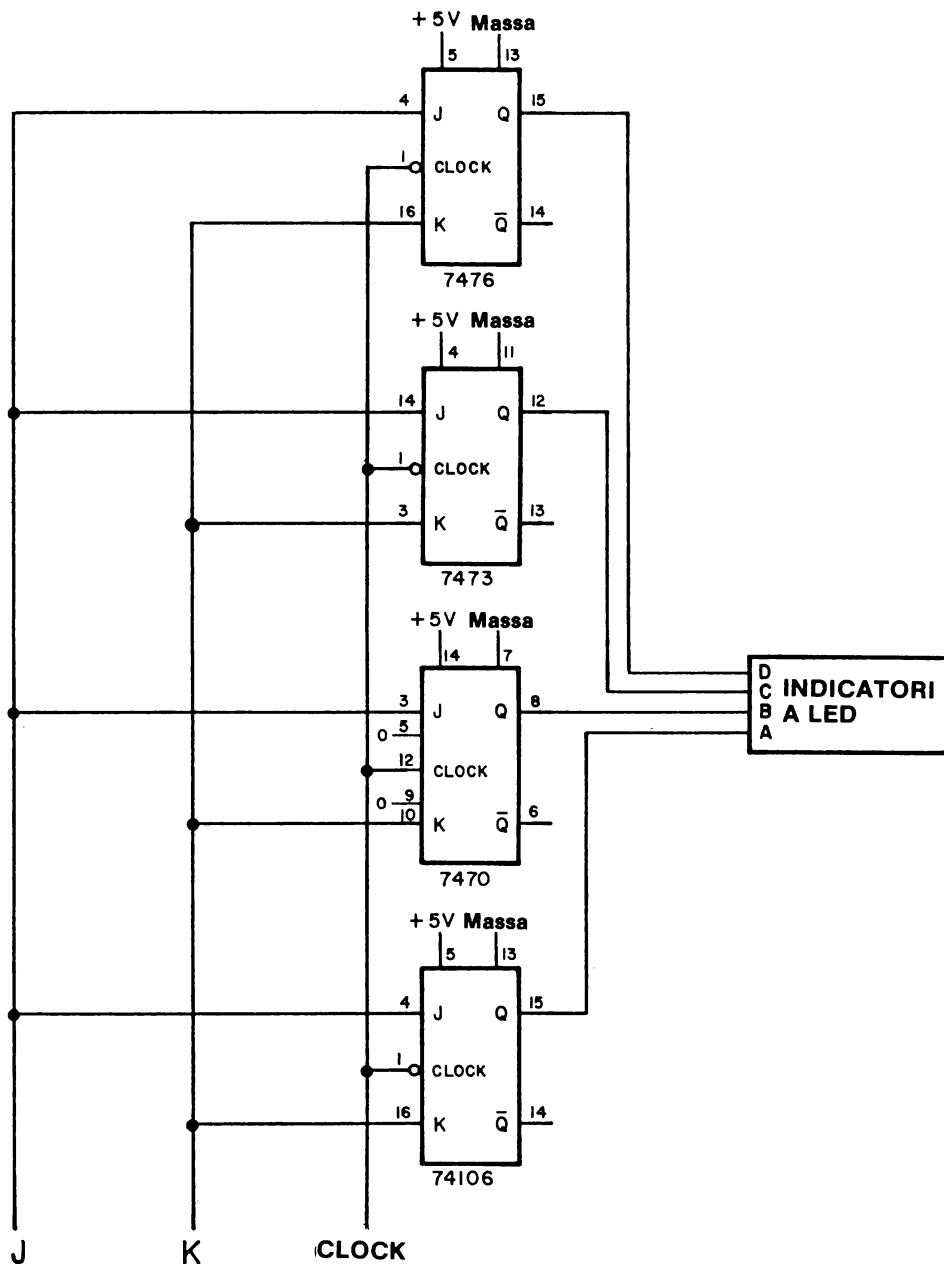 +5V Massa
5 13
4 J Q 15
1 CLOCK
16 K Q̅ 14
7476
+5V Massa
4 11
14 J Q 12
1 CLOCK
3 K Q̅ 13
7473
+5V Massa
14 7
3 J Q 8
0 5
12 CLOCK
0 9
10 K Q̅ 6
7470
D
C INDICATORI
B A LED
A
+5V Massa
5 13
4 J Q 15
1 CLOCK
16 K Q̅ 14
74106
J K CLOCK